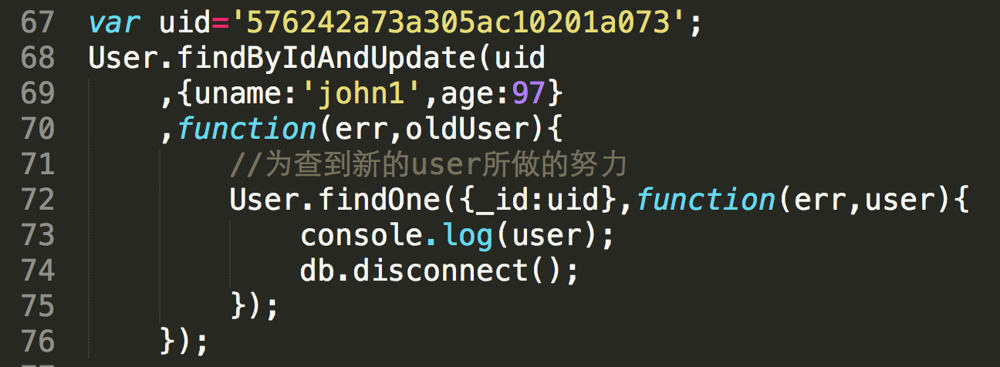 67 var uid='576242a73a305ac10201a073';
68 User.findByIdAndUpdate(uid
69     ,{uname:'john1',age:97}
70     ,function(err,oldUser){
71         //为查到新的user所做的努力
72         User.findOne({_id:uid},function(err,user){
73             console.log(user);
74             db.disconnect();
75         });
76     });